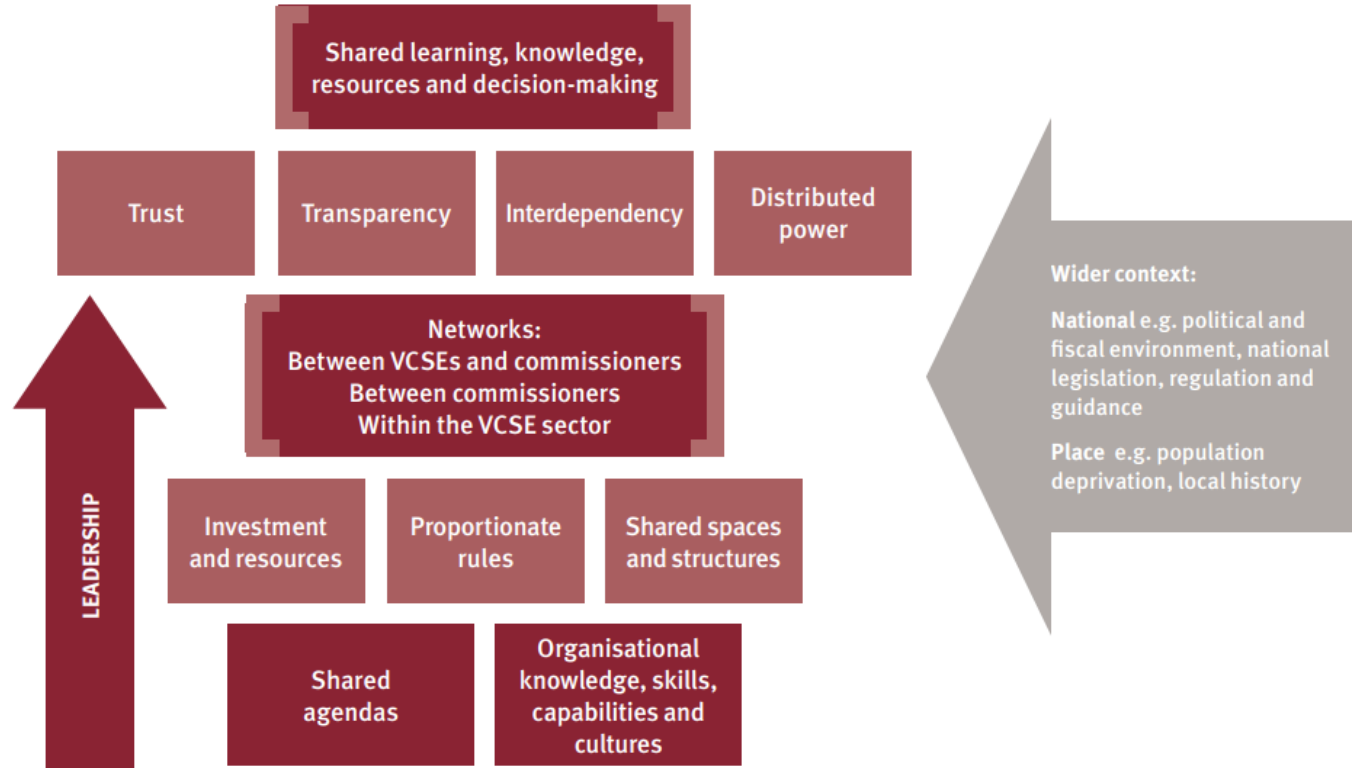 Shared learning, knowledge,
resources and decision-making
Trust
Transparency
Interdependency
Distributed
power
Networks:
Between VCSEs and commissioners
Between commissioners
Within the VCSE sector
Investment
and resources
Proportionate
rules
Shared spaces
and structures
Shared
agendas
Organisational
knowledge, skills,
capabilities and
cultures
LEADERSHIP
Wider context:
National e.g. political and
fiscal environment, national
legislation, regulation and
guidance
Place e.g. population
deprivation, local history